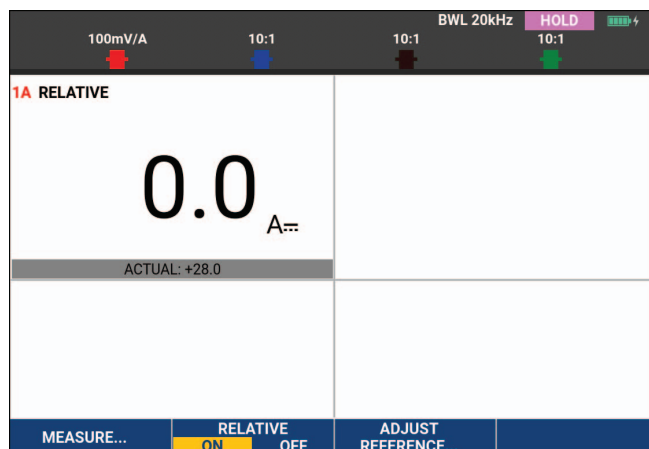 BWL 20kHz HOLD
100mV/A 10:1 10:1 10:1
1A RELATIVE
0.0 A
ACTUAL: +28.0
MEASURE... RELATIVE ADJUST
ON OFF REFERENCE